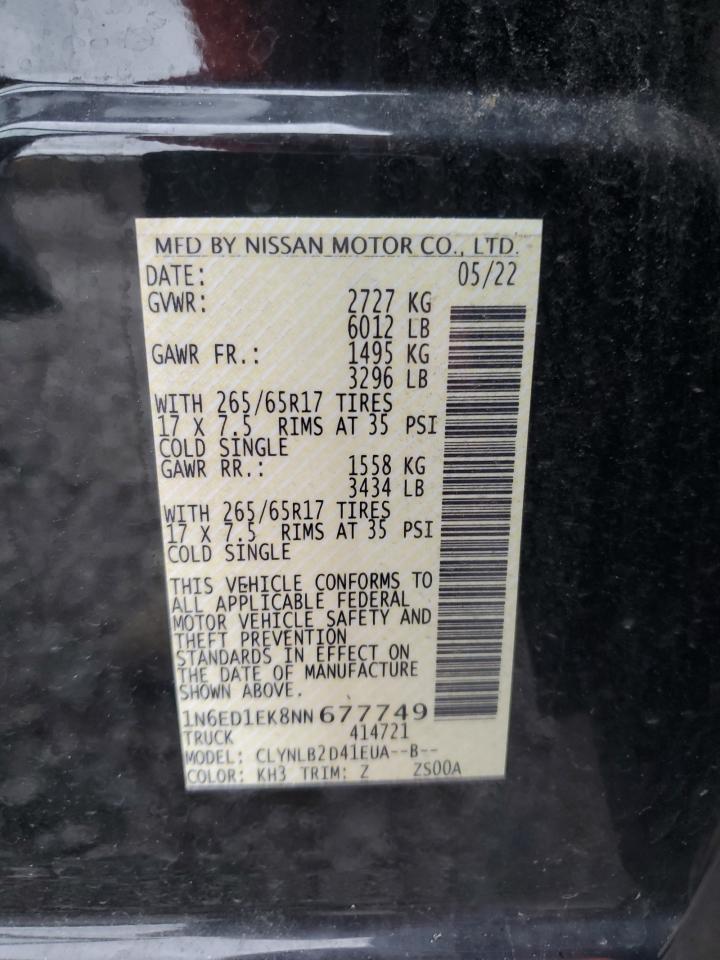 MFD BY NISSAN MOTOR CO., LTD.
DATE: 05/22
GVWR: 2727 KG
6012 LB
GAWR FR.: 1495 KG
3296 LB
WITH 265/65R17 TIRES
17 X 7.5 RIMS AT 35 PSI
COLD SINGLE
GAWR RR.: 1558 KG
3434 LB
WITH 265/65R17 TIRES
17 X 7.5 RIMS AT 35 PSI
COLD SINGLE
THIS VEHICLE CONFORMS TO
ALL APPLICABLE FEDERAL
MOTOR VEHICLE SAFETY AND
THEFT PREVENTION
STANDARDS IN EFFECT ON
THE DATE OF MANUFACTURE
SHOWN ABOVE.
1N6ED1EK8NN677749
TRUCK 414721
MODEL: CLYNLB2D41EUA--B--
COLOR: KH3 TRIM: Z ZS00A